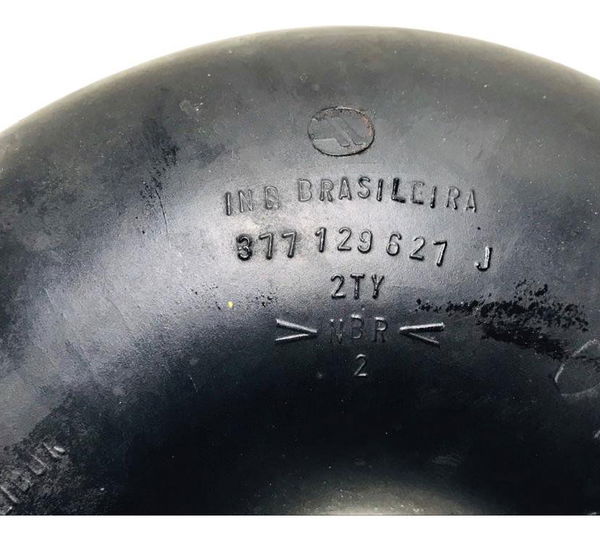 IND BRASILEIRA
377 129 627 J
2TY
> NBR <
2